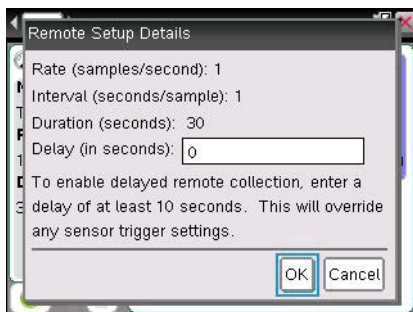 Remote Setup Details
Rate (samples/second): 1
Interval (seconds/sample): 1
Duration (seconds): 30
Delay (in seconds): 0
To enable delayed remote collection, enter a
delay of at least 10 seconds. This will override
any sensor trigger settings.
OK Cancel